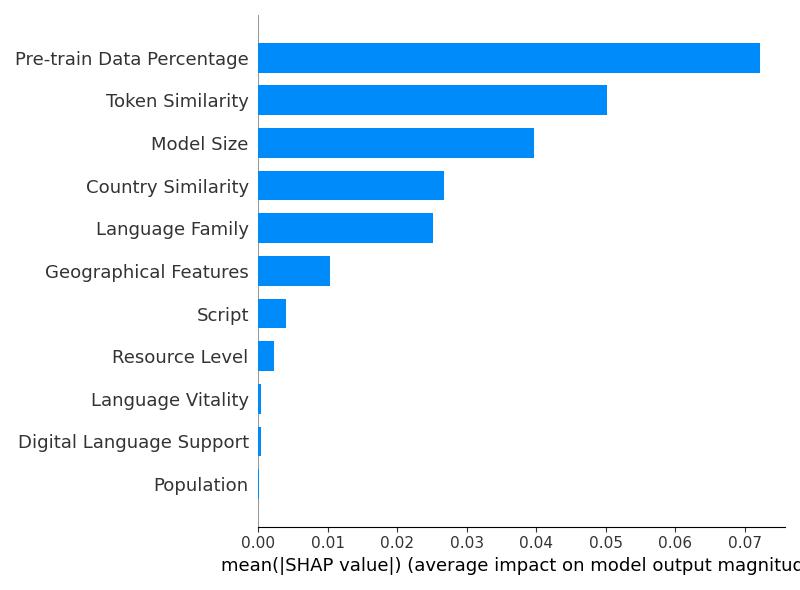 Pre-train Data Percentage
Token Similarity
Model Size
Country Similarity
Language Family
Geographical Features
Script
Resource Level
Language Vitality
Digital Language Support
Population
0.00 0.01 0.02 0.03 0.04 0.05 0.06 0.07
mean(|SHAP value|) (average impact on model output magnitud